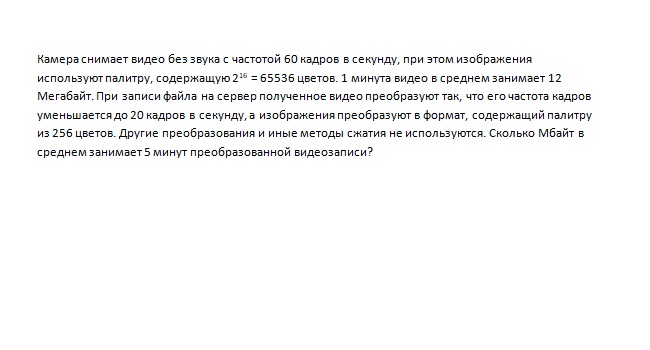 Камера снимает видео без звука с частотой 60 кадров в секунду, при этом изображения
используют палитру, содержащую 2¹⁶ = 65536 цветов. 1 минута видео в среднем занимает 12
Мегабайт. При записи файла на сервер полученное видео преобразуют так, что его частота кадров
уменьшается до 20 кадров в секунду, а изображения преобразуют в формат, содержащий палитру
из 256 цветов. Другие преобразования и иные методы сжатия не используются. Сколько Мбайт в
среднем занимает 5 минут преобразованной видеозаписи?